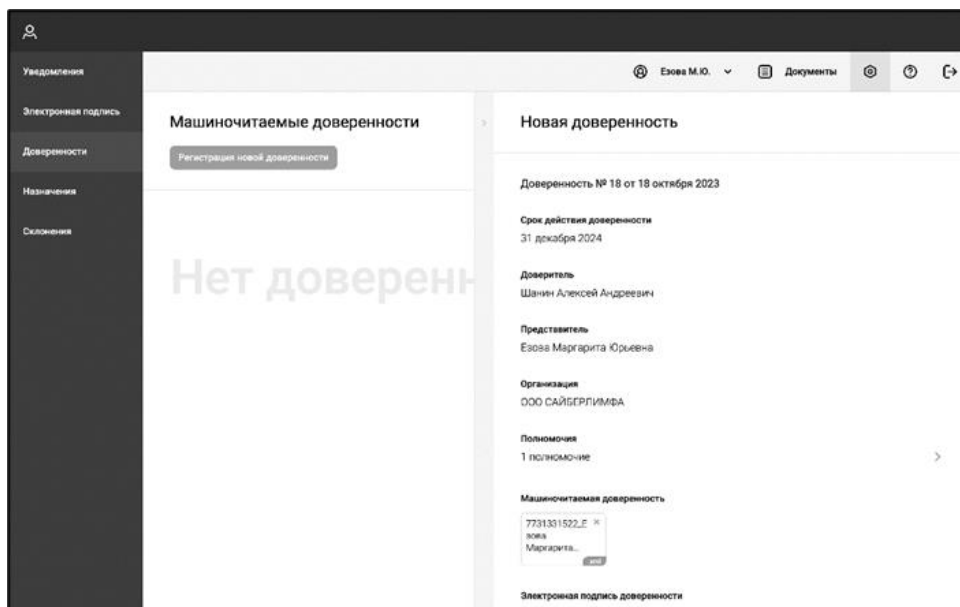 Уведомления
Электронная подпись
Доверенности
Назначения
Склонения
Езова М.Ю.
Документы
Машиночитаемые доверенности
Регистрация новой доверенности
Нет доверенн
Новая доверенность
Доверенность № 18 от 18 октября 2023
Срок действия доверенности
31 декабря 2024
Доверитель
Шанин Алексей Андреевич
Представитель
Езова Маргарита Юрьевна
Организация
ООО САЙБЕРЛИМФА
Полномочия
1 полномочие
Машиночитаемая доверенность
7731331522_Е
зова
Маргарита...
.xml
Электронная подпись доверенности